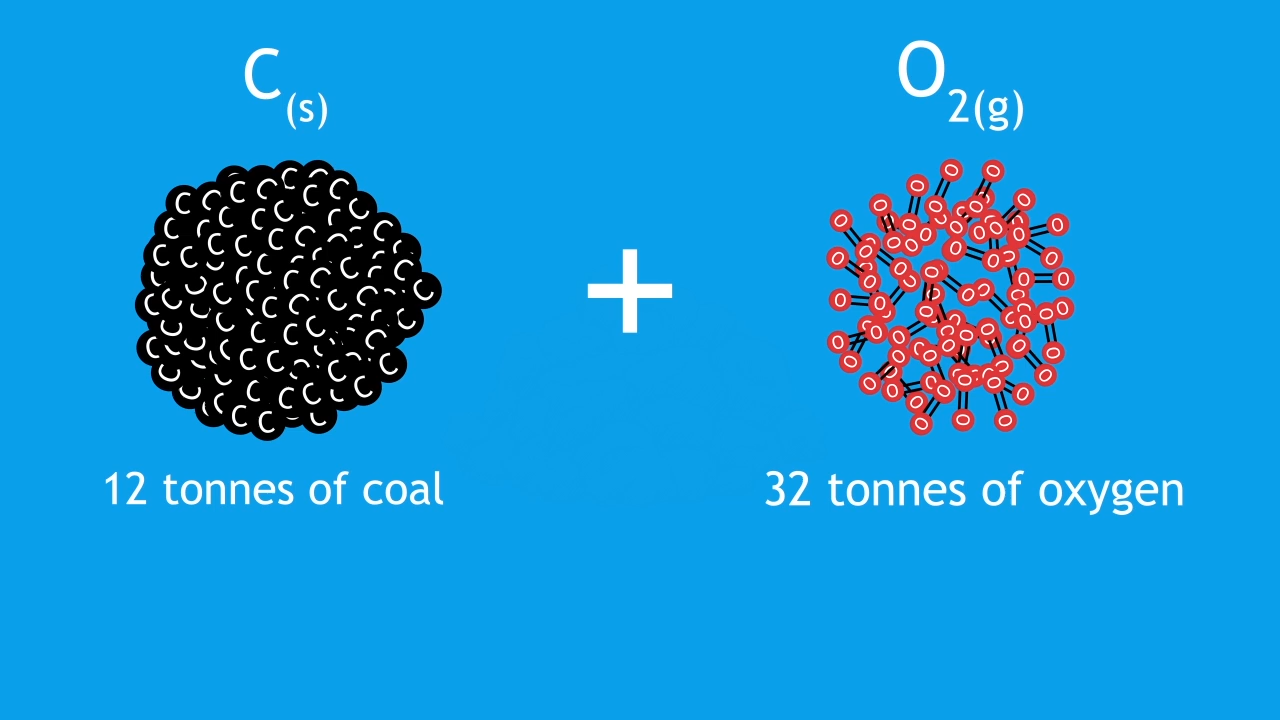 C(s)
O2(g)
+
12 tonnes of coal
32 tonnes of oxygen